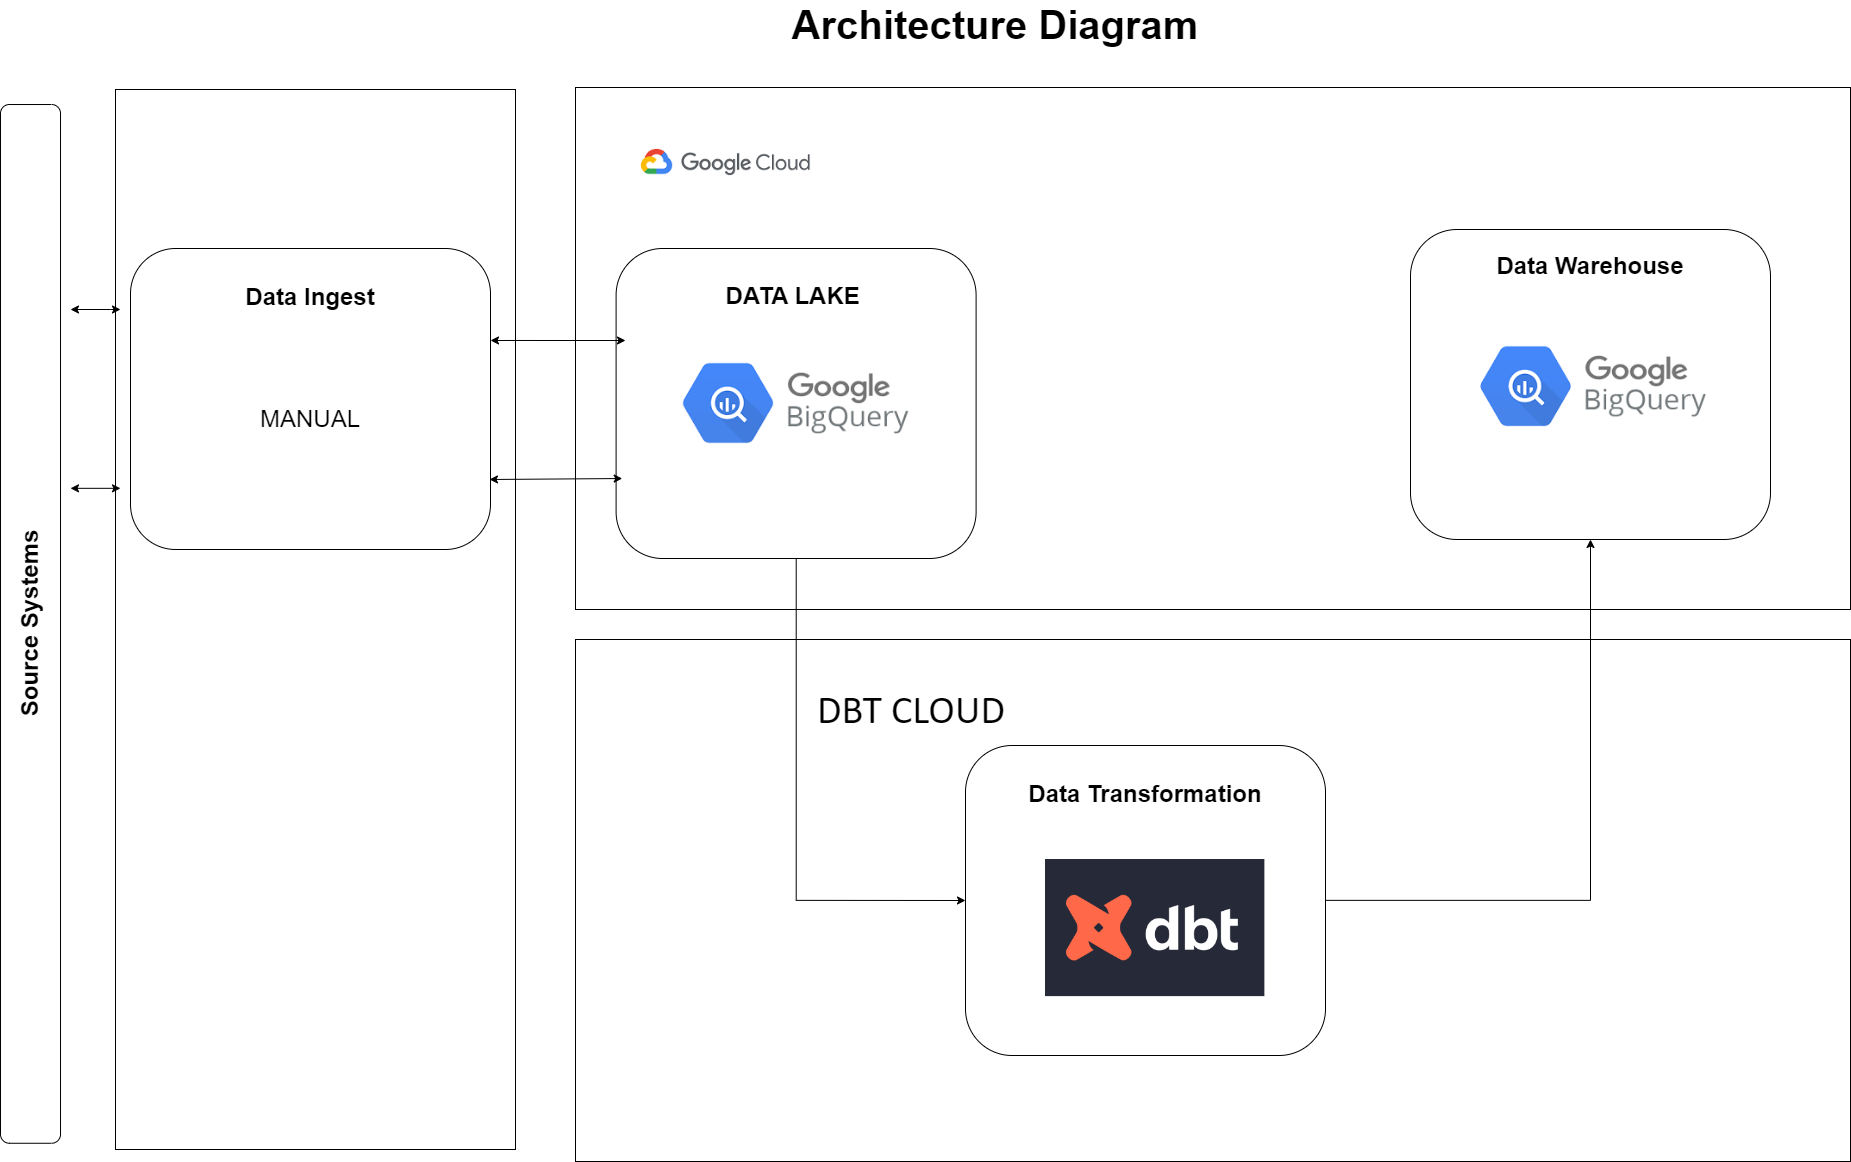 Architecture Diagram
Source Systems
Data Ingest
MANUAL
Google Cloud
DATA LAKE
Google
BigQuery
Data Warehouse
Google
BigQuery
DBT CLOUD
Data Transformation
dbt